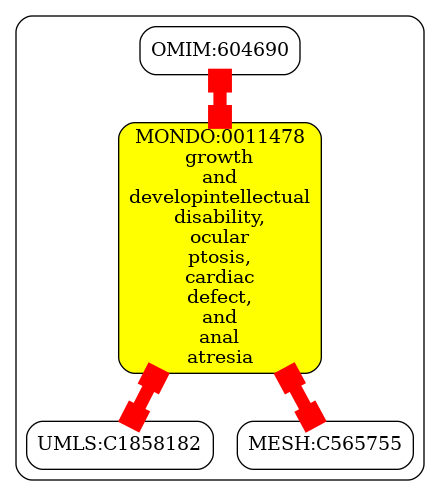 OMIM:604690
MONDO:0011478
growth
and
developintellectual
disability,
ocular
ptosis,
cardiac
defect,
and
anal
atresia
UMLS:C1858182
MESH:C565755